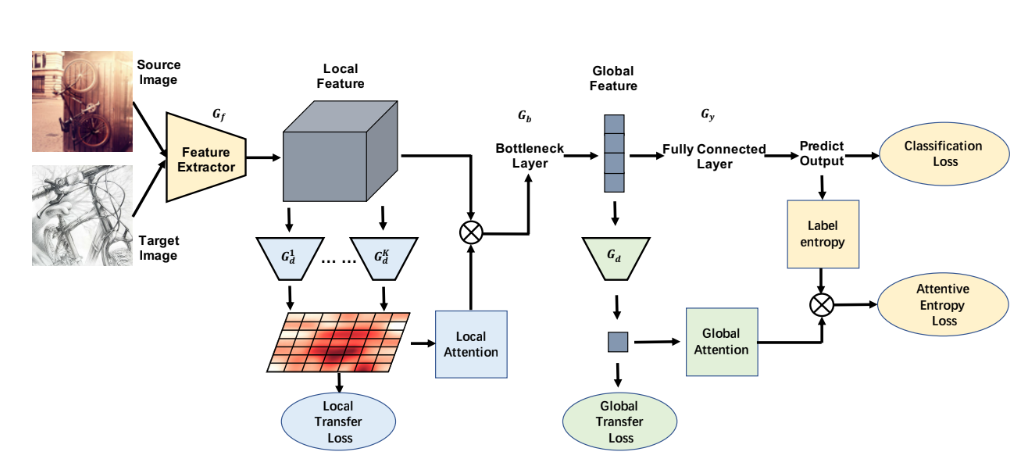 Source
Image
Target
Image
G_f
Feature
Extractor
Local
Feature
G_d^1
... ...
G_d^K
Local
Attention
Local
Transfer
Loss
G_b
Bottleneck
Layer
Global
Feature
G_d
Global
Attention
Global
Transfer
Loss
G_y
Fully Connected
Layer
Predict
Output
Classification
Loss
Label
entropy
Attentive
Entropy
Loss